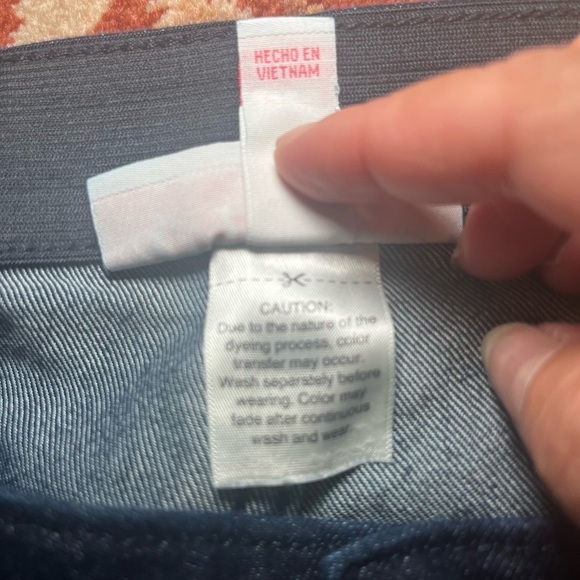 HECHO EN
VIETNAM
CAUTION:
Due to the nature of the
dyeing process, color
transfer may occur.
Wash separately before
wearing. Color may
fade after continuous
wash and wear.